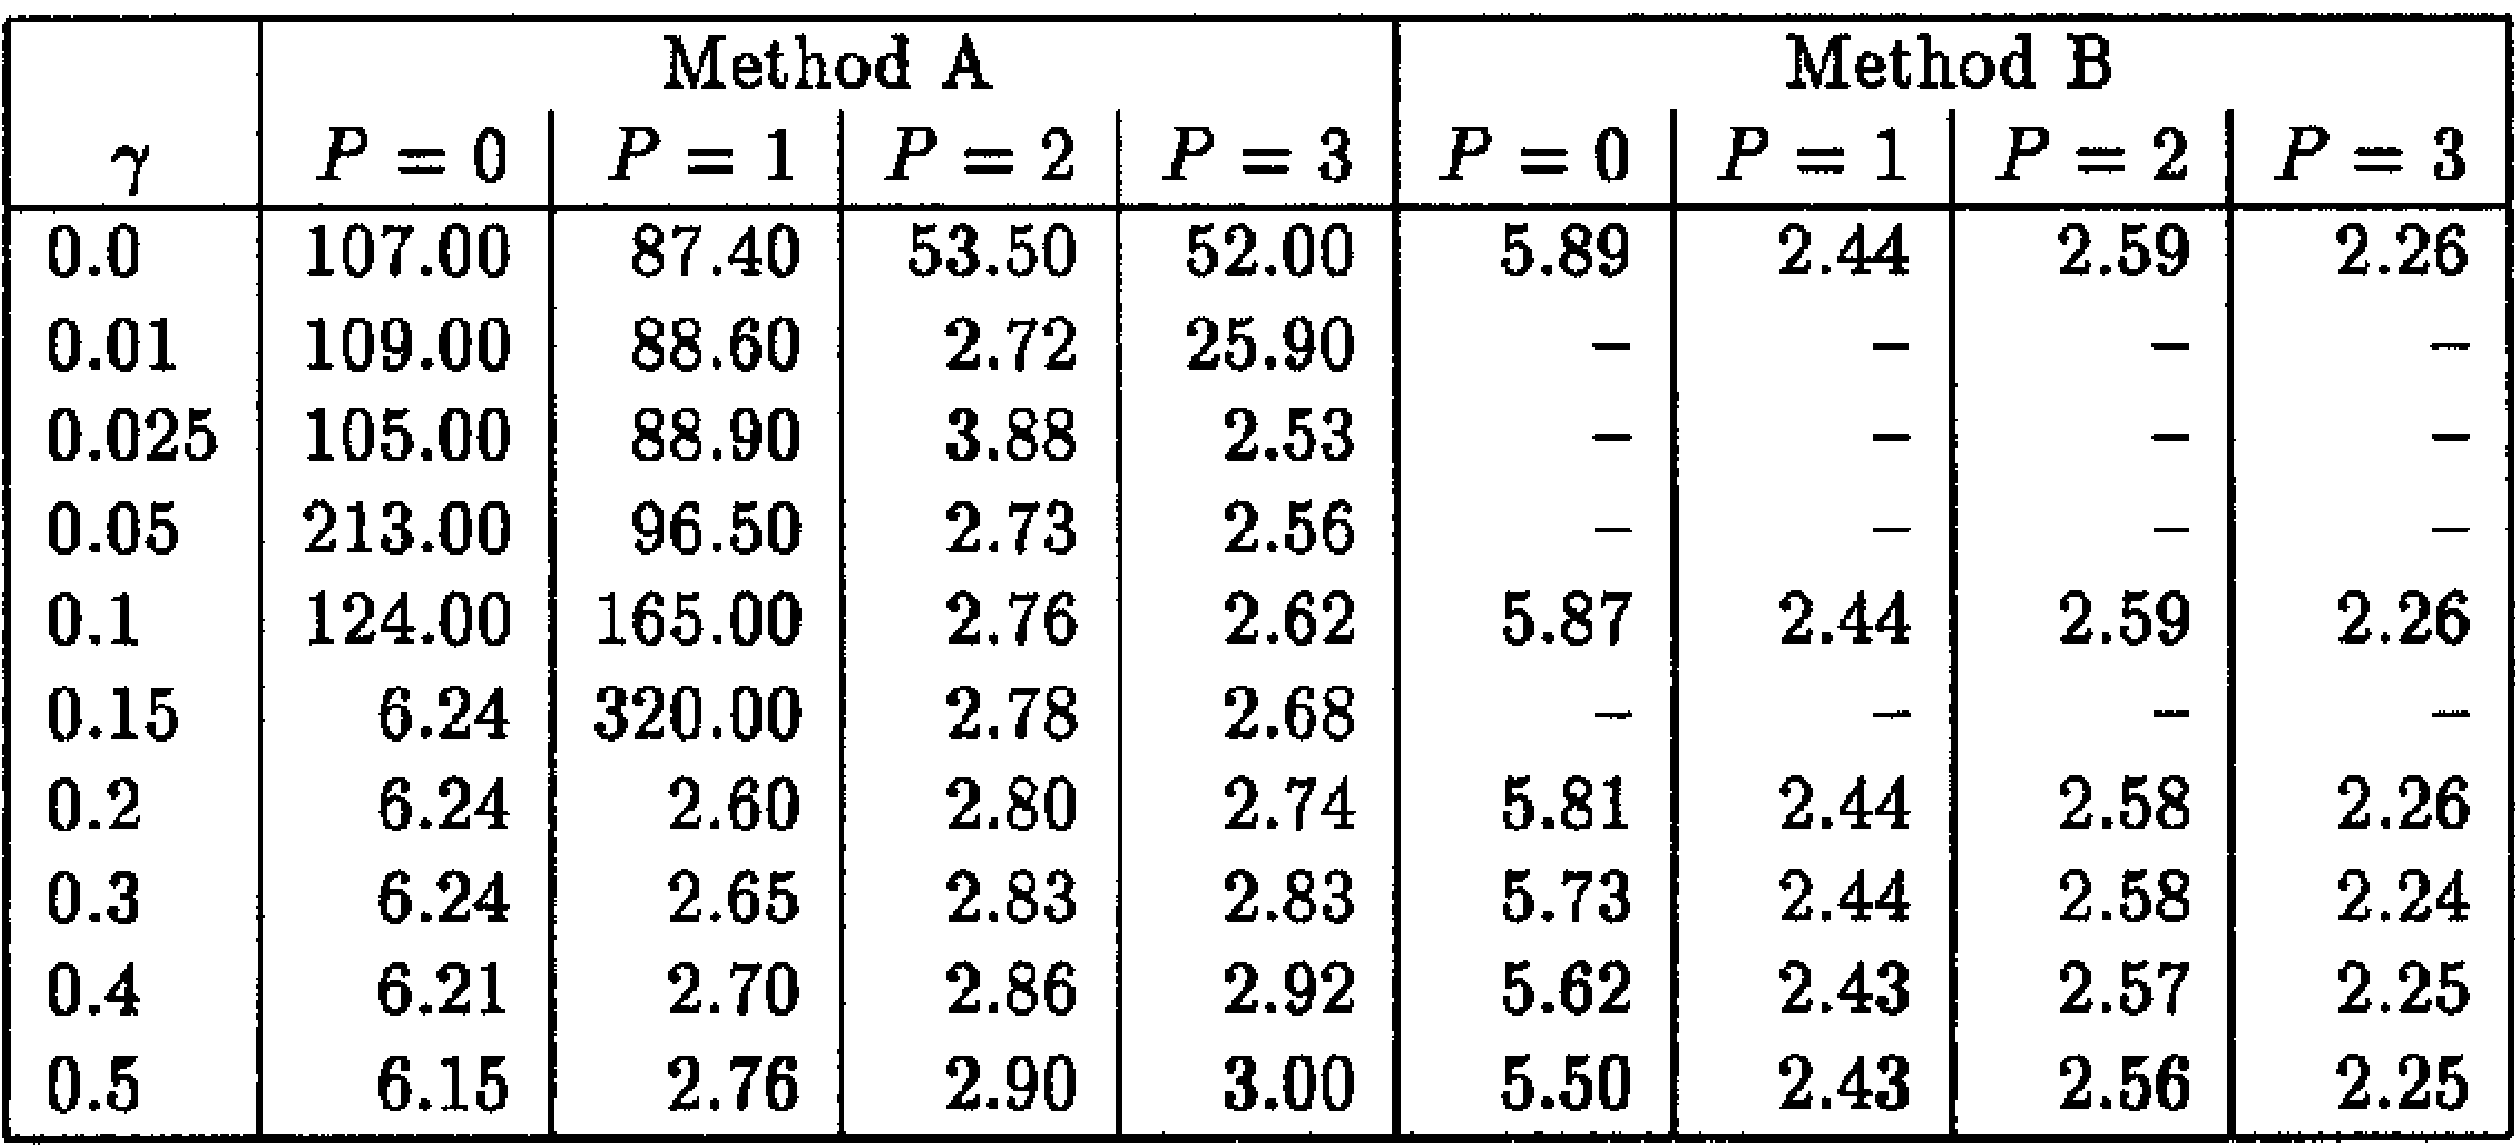 Method A Method B
γ P = 0 P = 1 P = 2 P = 3 P = 0 P = 1 P = 2 P = 3
0.0 107.00 87.40 53.50 52.00 5.89 2.44 2.59 2.26
0.01 109.00 88.60 2.72 25.90 – – – –
0.025 105.00 88.90 3.88 2.53 – – – –
0.05 213.00 96.50 2.73 2.56 – – – –
0.1 124.00 165.00 2.76 2.62 5.87 2.44 2.59 2.26
0.15 6.24 320.00 2.78 2.68 – – – –
0.2 6.24 2.60 2.80 2.74 5.81 2.44 2.58 2.26
0.3 6.24 2.65 2.83 2.83 5.73 2.44 2.58 2.24
0.4 6.21 2.70 2.86 2.92 5.62 2.43 2.57 2.25
0.5 6.15 2.76 2.90 3.00 5.50 2.43 2.56 2.25